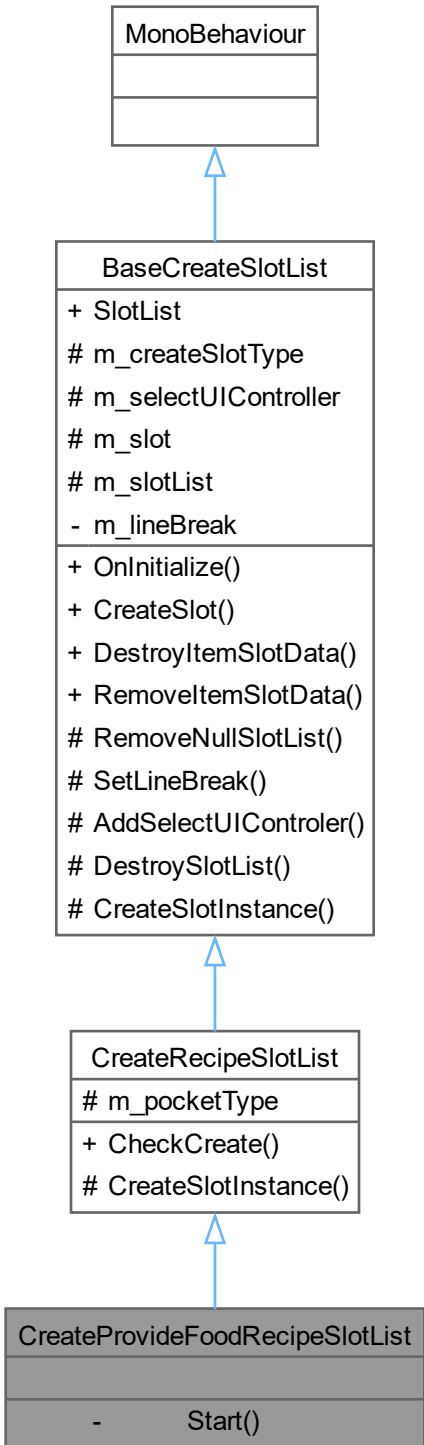 MonoBehaviour
BaseCreateSlotList
+ SlotList
# m_createSlotType
# m_selectUIController
# m_slot
# m_slotList
- m_lineBreak
+ OnInitialize()
+ CreateSlot()
+ DestroyItemSlotData()
+ RemoveItemSlotData()
# RemoveNullSlotList()
# SetLineBreak()
# AddSelectUIControler()
# DestroySlotList()
# CreateSlotInstance()
CreateRecipeSlotList
# m_pocketType
+ CheckCreate()
# CreateSlotInstance()
CreateProvideFoodRecipeSlotList
- Start()